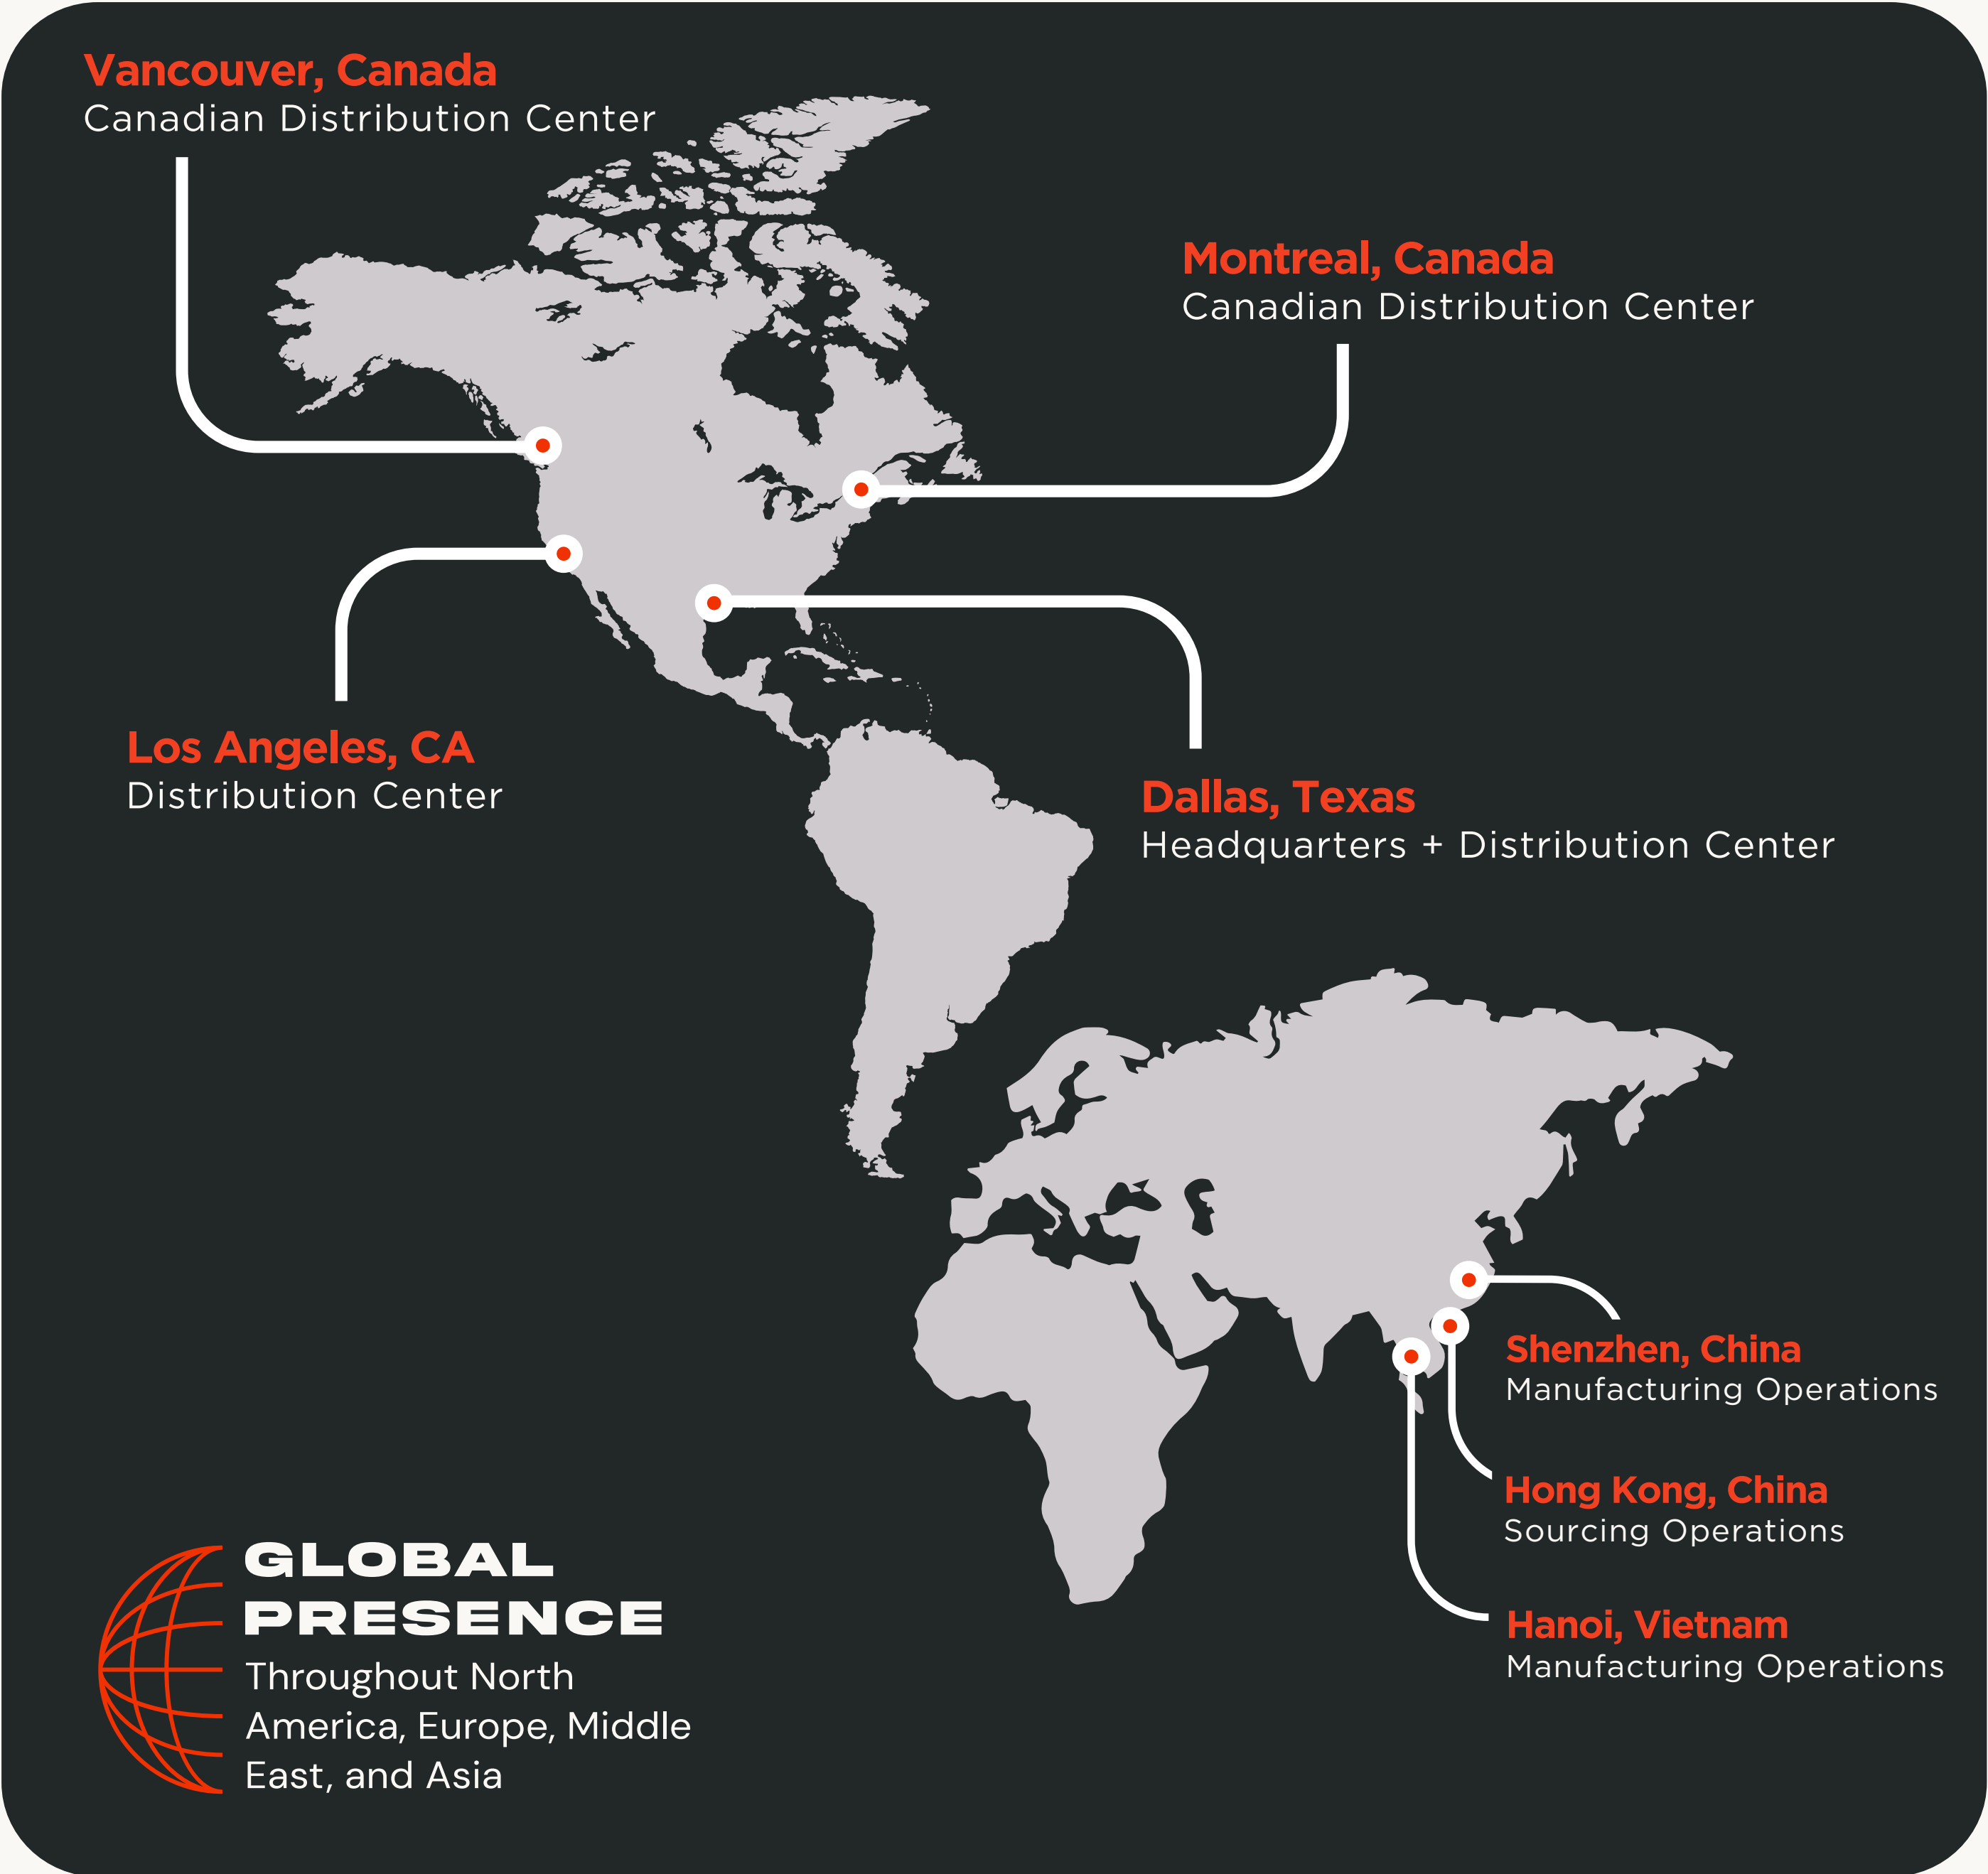 Vancouver, Canada
Canadian Distribution Center
Montreal, Canada
Canadian Distribution Center
Los Angeles, CA
Distribution Center
Dallas, Texas
Headquarters + Distribution Center
Shenzhen, China
Manufacturing Operations
Hong Kong, China
Sourcing Operations
Hanoi, Vietnam
Manufacturing Operations
GLOBAL
PRESENCE
Throughout North
America, Europe, Middle
East, and Asia